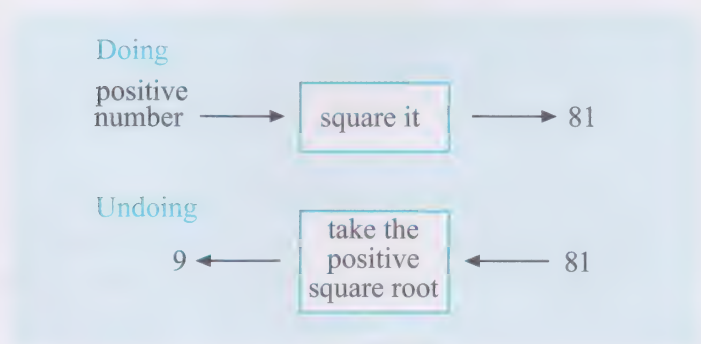 Doing
positive
number
square it
81
Undoing
9
take the
positive
square root
81